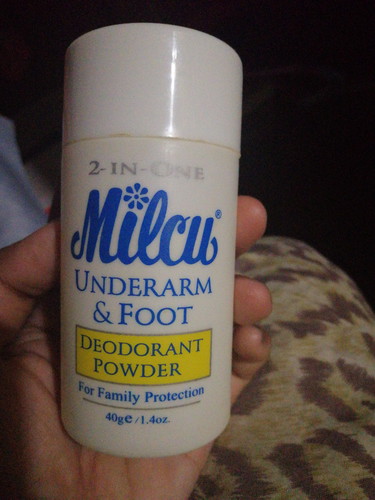 2-IN-ONE
Milcu®
UNDERARM
& FOOT
DEODORANT
POWDER
For Family Protection
40g℮/1.4oz.